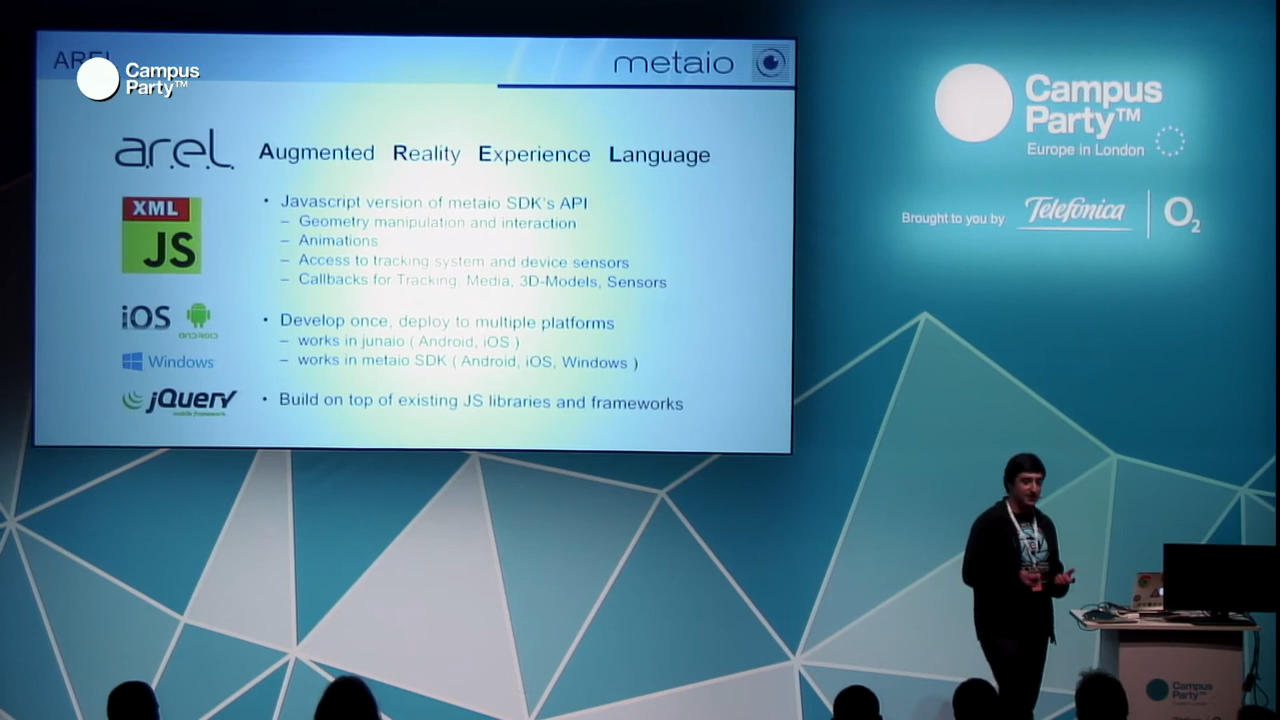 AREL
metaio
Campus
Party™
a.r.e.l.
Augmented Reality Experience Language
XML
JS
• Javascript version of metaio SDK's API
– Geometry manipulation and interaction
– Animations
– Access to tracking system and device sensors
– Callbacks for Tracking, Media, 3D-Models, Sensors
iOS
ANDROID
• Develop once, deploy to multiple platforms
– works in junaio ( Android, iOS )
– works in metaio SDK ( Android, iOS, Windows )
Windows
jQuery
mobile framework
• Build on top of existing JS libraries and frameworks
Campus
Party™
Europe in London
Brought to you by
Telefónica
O2
Campus
Party™